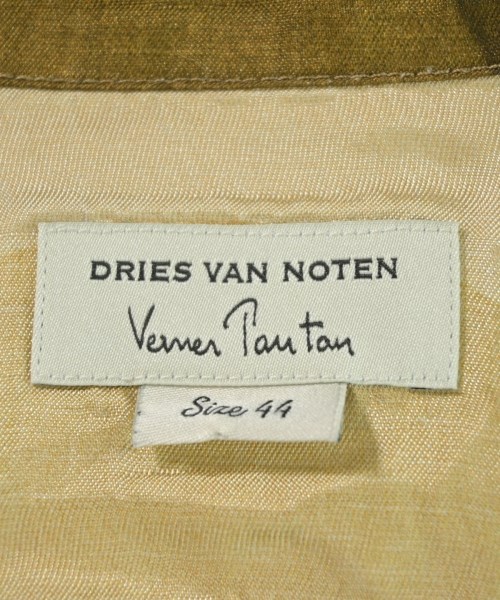 DRIES VAN NOTEN
Verner Panton
Size 44